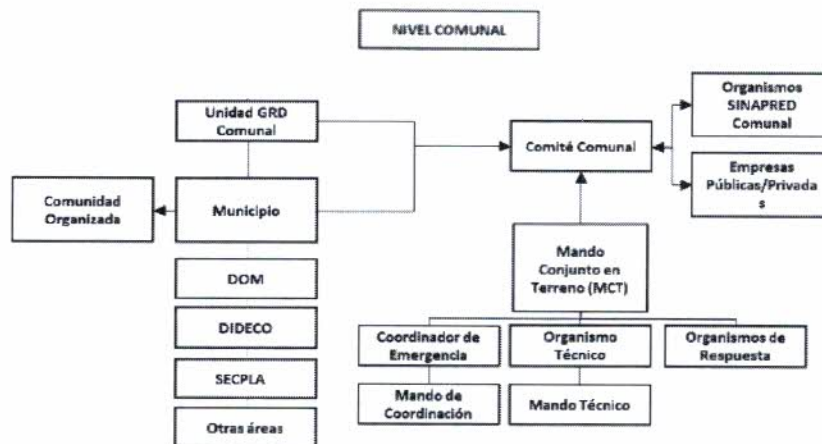 NIVEL COMUNAL
Unidad GRD
Comunal
Comunidad
Organizada
Municipio
DOM
DIDECO
SECPLA
Otras áreas
Comité Comunal
Organismos
SINAPRED
Comunal
Empresas
Públicas/Privada
s
Mando
Conjunto en
Terreno (MCT)
Coordinador de
Emergencia
Organismo
Técnico
Organismos de
Respuesta
Mando de
Coordinación
Mando Técnico